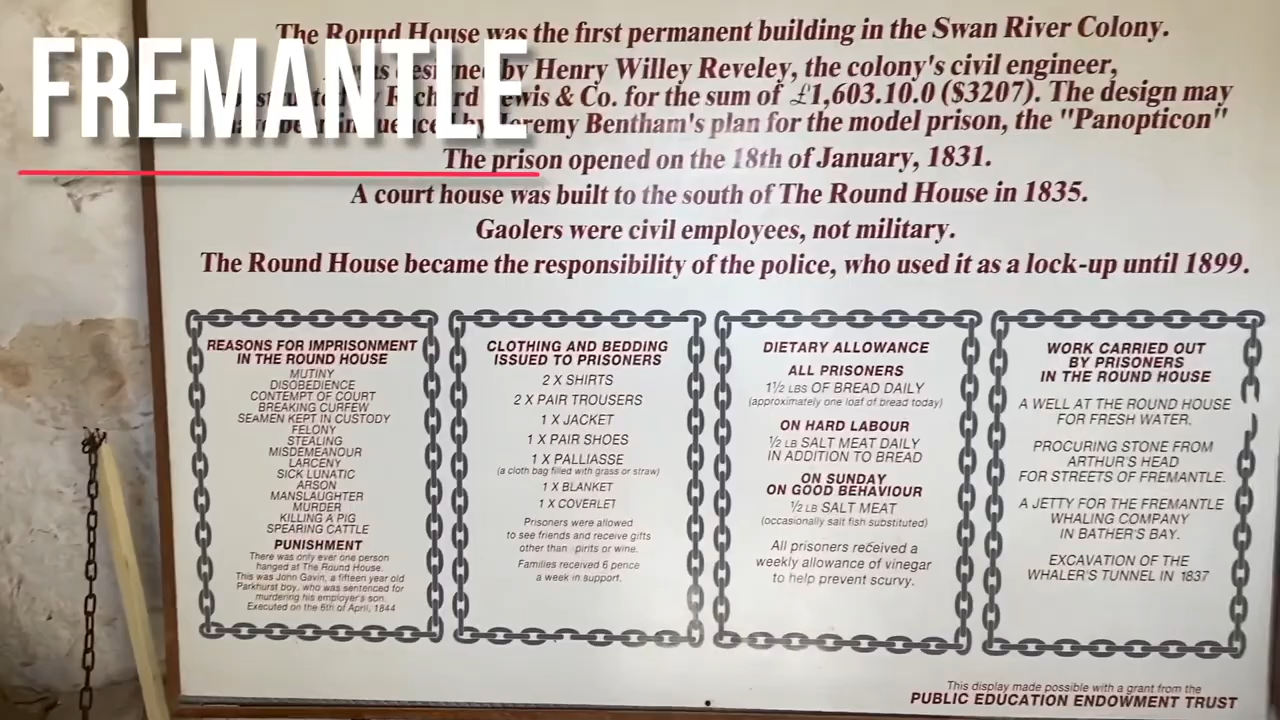 FREMANTLE
The Round House was the first permanent building in the Swan River Colony.
by Henry Willey Reveley, the colony's civil engineer,
& Co. for the sum of £1,603.10.0 ($3207). The design may
by Jeremy Bentham's plan for the model prison, the "Panopticon"
The prison opened on the 18th of January, 1831.
A court house was built to the south of The Round House in 1835.
Gaolers were civil employees, not military.
The Round House became the responsibility of the police, who used it as a lock-up until 1899.
REASONS FOR IMPRISONMENT
IN THE ROUND HOUSE
MUTINY
DISOBEDIENCE
CONTEMPT OF COURT
BREAKING CURFEW
SEAMEN KEPT IN CUSTODY
FELONY
STEALING
MISDEMEANOUR
LARCENY
SICK LUNATIC
ARSON
MANSLAUGHTER
MURDER
KILLING A PIG
SPEARING CATTLE
PUNISHMENT
There was only ever one person
hanged at The Round House.
This was John Gavin, a fifteen year old
Parkhurst boy, who was sentenced for
murdering his employer's son.
Executed on the 6th of April, 1844
CLOTHING AND BEDDING
ISSUED TO PRISONERS
2 X SHIRTS
2 X PAIR TROUSERS
1 X JACKET
1 X PAIR SHOES
1 X PALLIASSE
(a cloth bag filled with grass or straw)
1 X BLANKET
1 X COVERLET
Prisoners were allowed
to see friends and receive gifts
other than pirits or wine.
Families received 6 pence
a week in support.
DIETARY ALLOWANCE
ALL PRISONERS
1½ LBS OF BREAD DAILY
(approximately one loaf of bread today)
ON HARD LABOUR
½ LB SALT MEAT DAILY
IN ADDITION TO BREAD
ON SUNDAY
ON GOOD BEHAVIOUR
½ LB SALT MEAT
(occasionally salt fish substituted)
All prisoners received a
weekly allowance of vinegar
to help prevent scurvy.
WORK CARRIED OUT
BY PRISONERS
IN THE ROUND HOUSE
A WELL AT THE ROUND HOUSE
FOR FRESH WATER.
PROCURING STONE FROM
ARTHUR'S HEAD
FOR STREETS OF FREMANTLE.
A JETTY FOR THE FREMANTLE
WHALING COMPANY
IN BATHER'S BAY.
EXCAVATION OF THE
WHALER'S TUNNEL IN 1837
This display made possible with a grant from the
PUBLIC EDUCATION ENDOWMENT TRUST